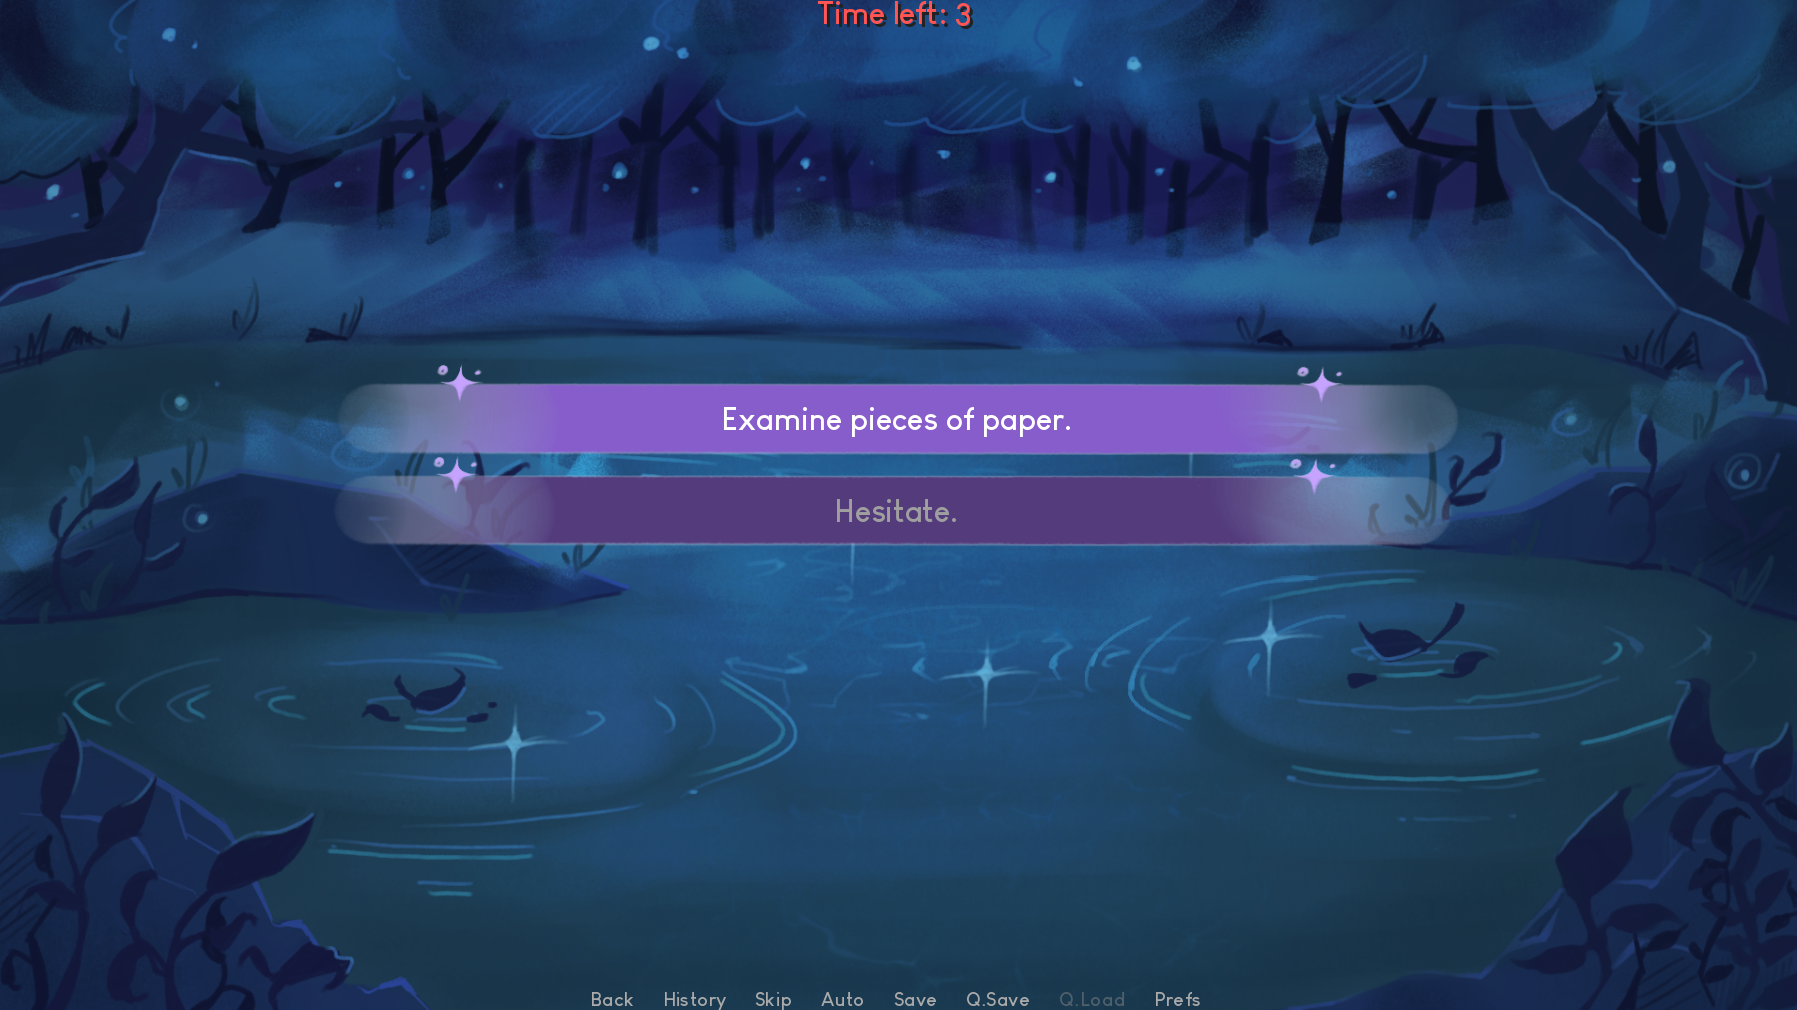 Time left: 3
Examine pieces of paper.
Hesitate.
Back History Skip Auto Save Q.Save Q.Load Prefs